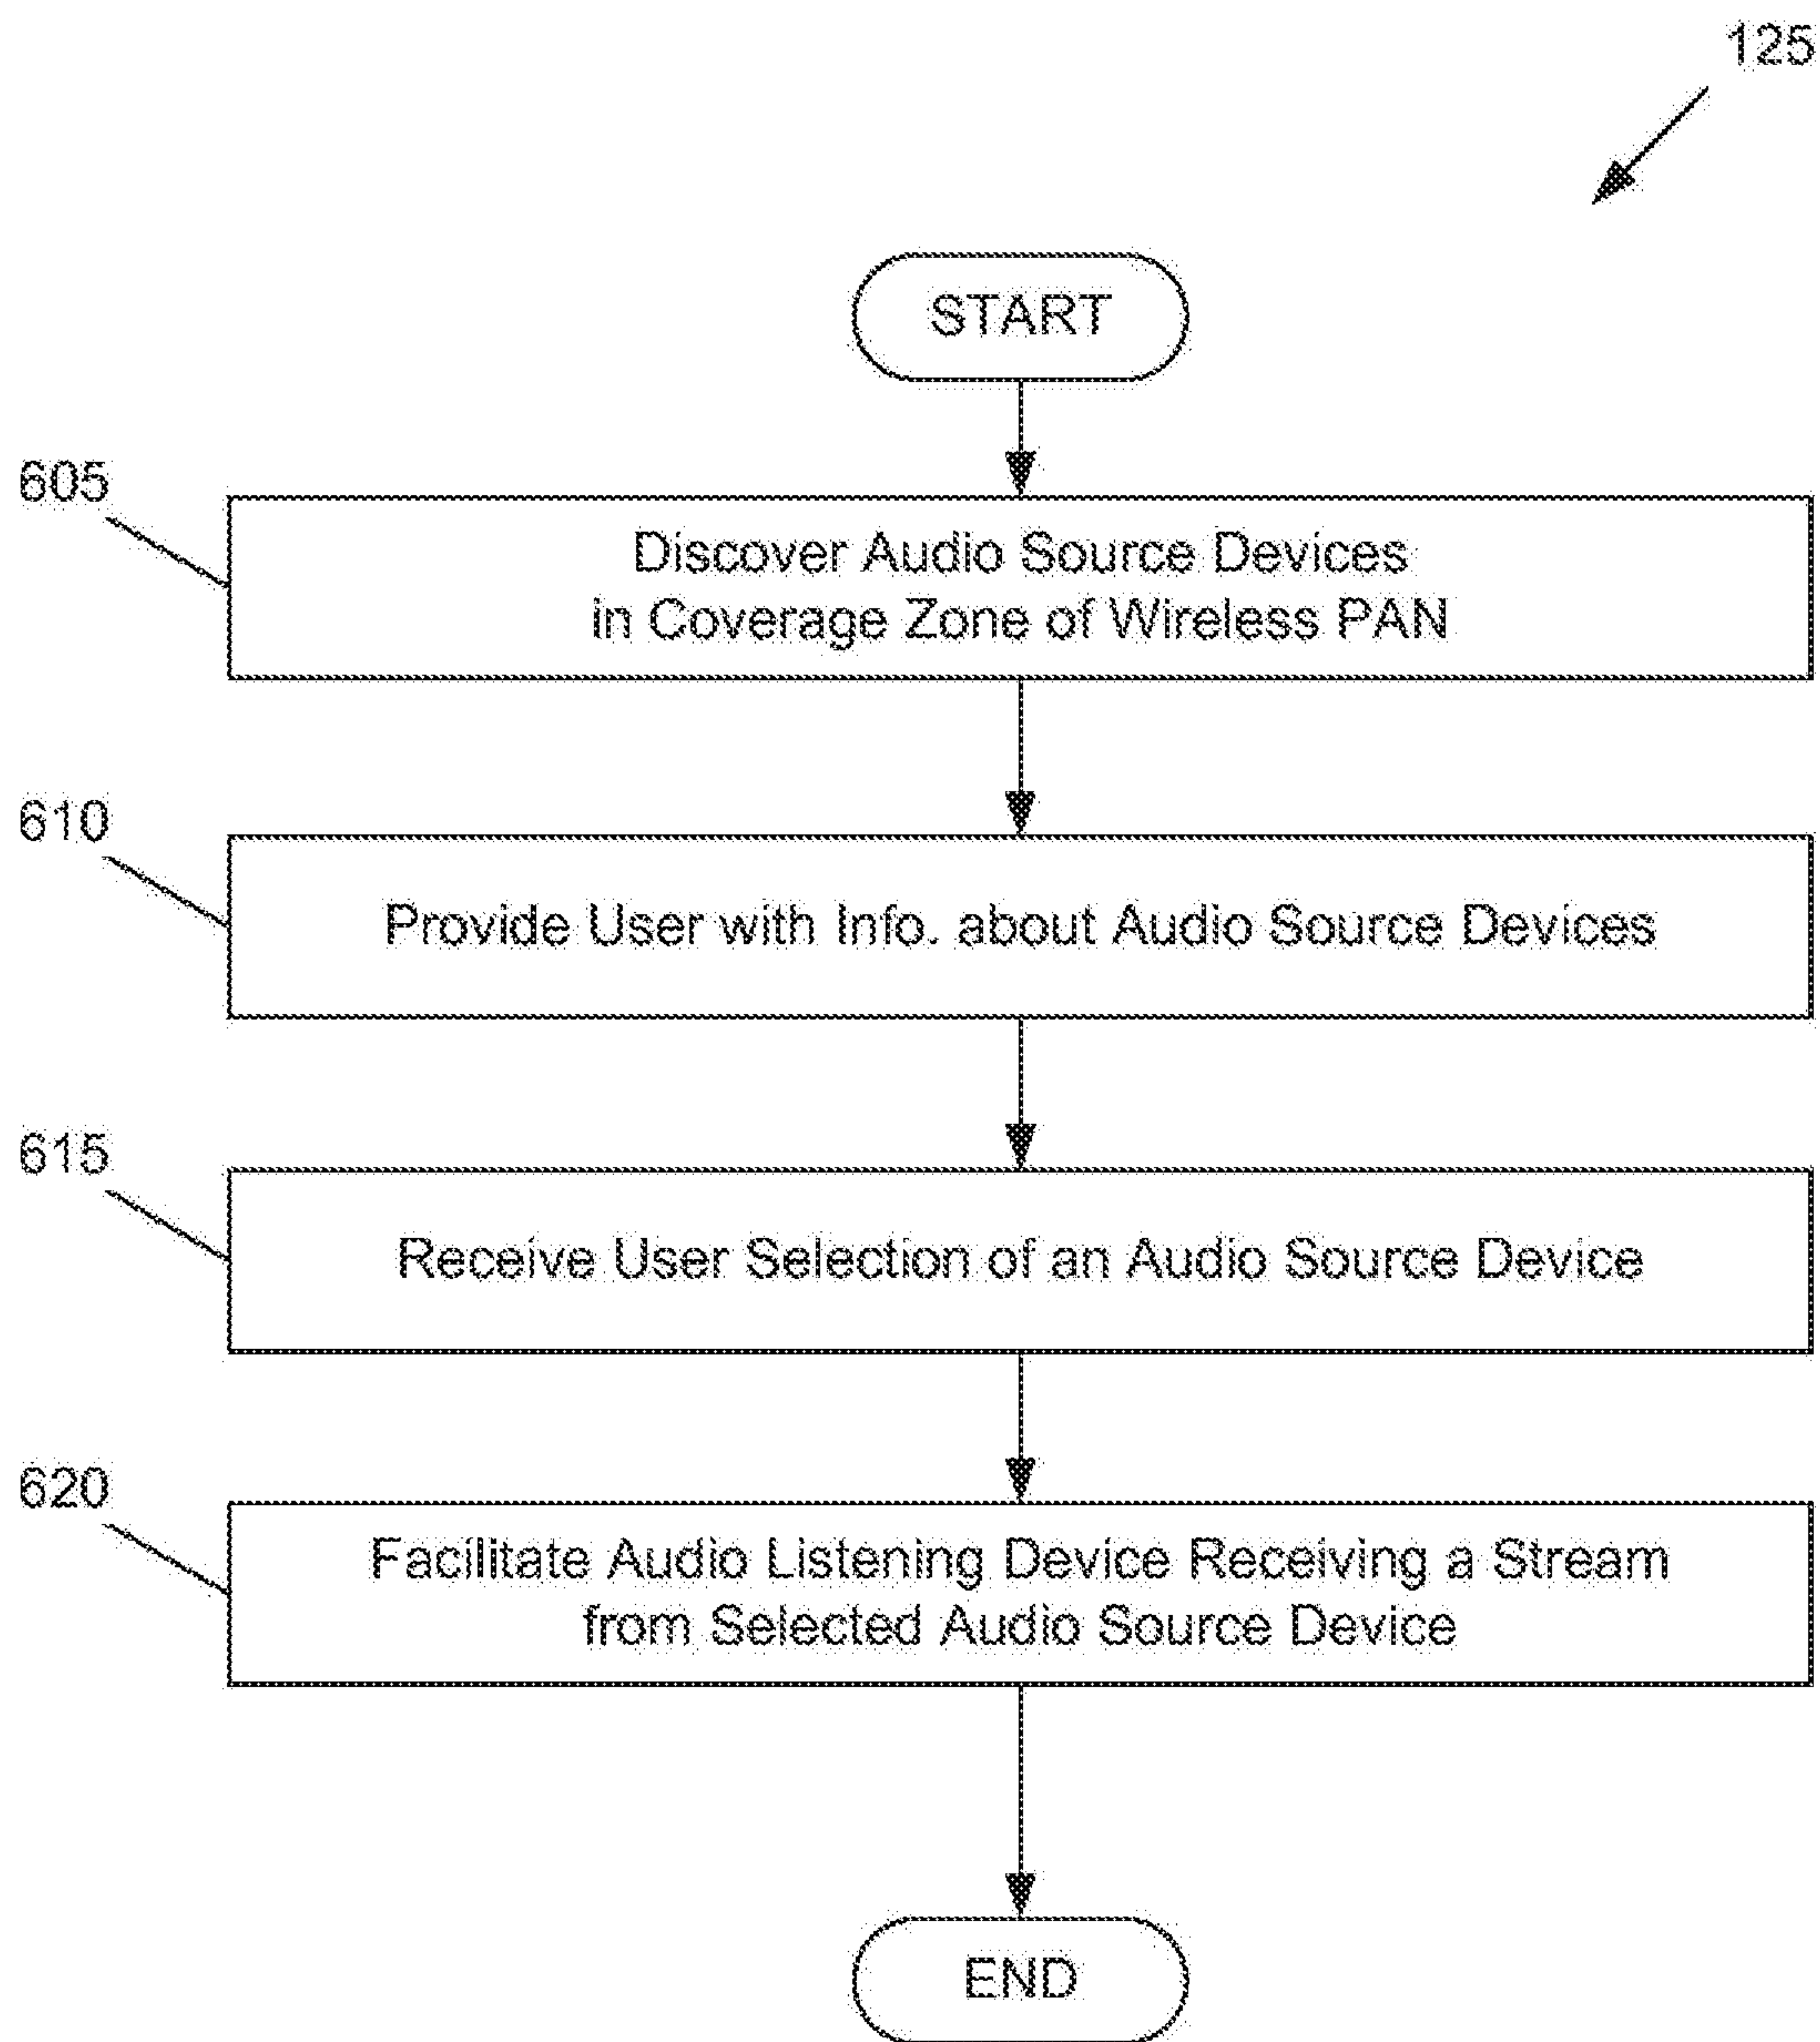 125
START
605
Discover Audio Source Devices
in Coverage Zone of Wireless PAN
610
Provide User with Info. about Audio Source Devices
615
Receive User Selection of an Audio Source Device
620
Facilitate Audio Listening Device Receiving a Stream
from Selected Audio Source Device
END